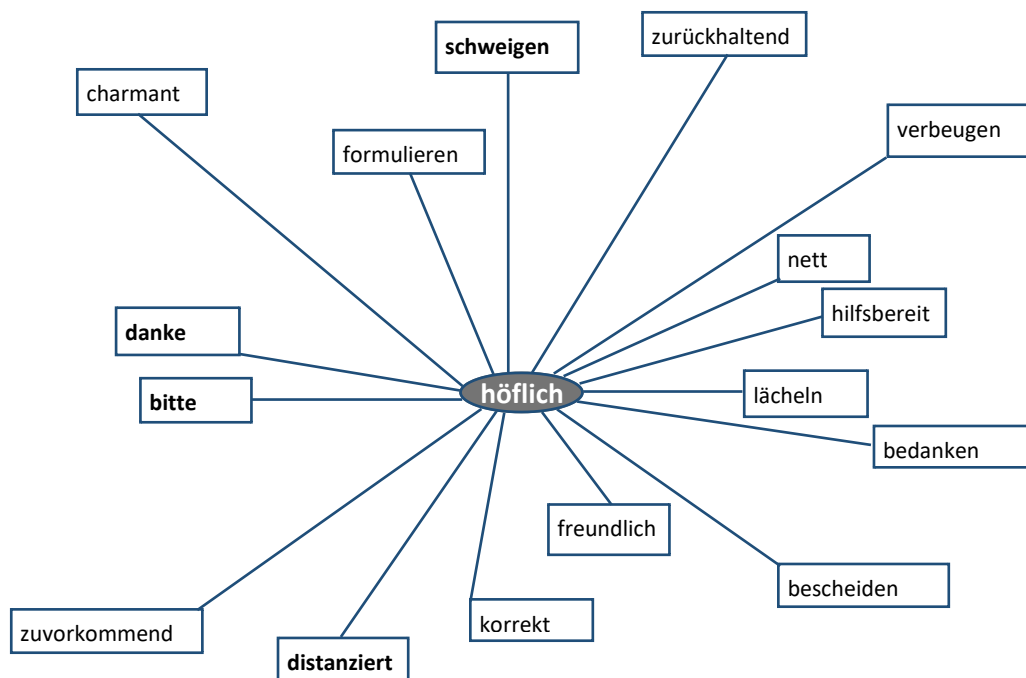 schweigen
zurückhaltend
charmant
formulieren
verbeugen
nett
hilfsbereit
danke
höflich
bitte
lächeln
bedanken
freundlich
bescheiden
zuvorkommend
korrekt
distanziert